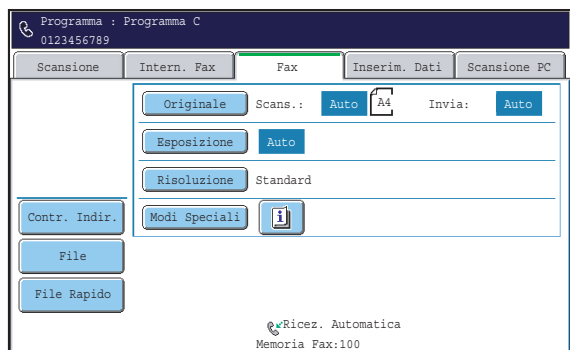 Programma : Programma C
0123456789
Scansione Intern. Fax Fax Inserim. Dati Scansione PC
Originale Scans.: Auto A4 Invia: Auto
Esposizione Auto
Risoluzione Standard
Contr. Indir. Modi Speciali i
File
File Rapido
Ricez. Automatica
Memoria Fax:100